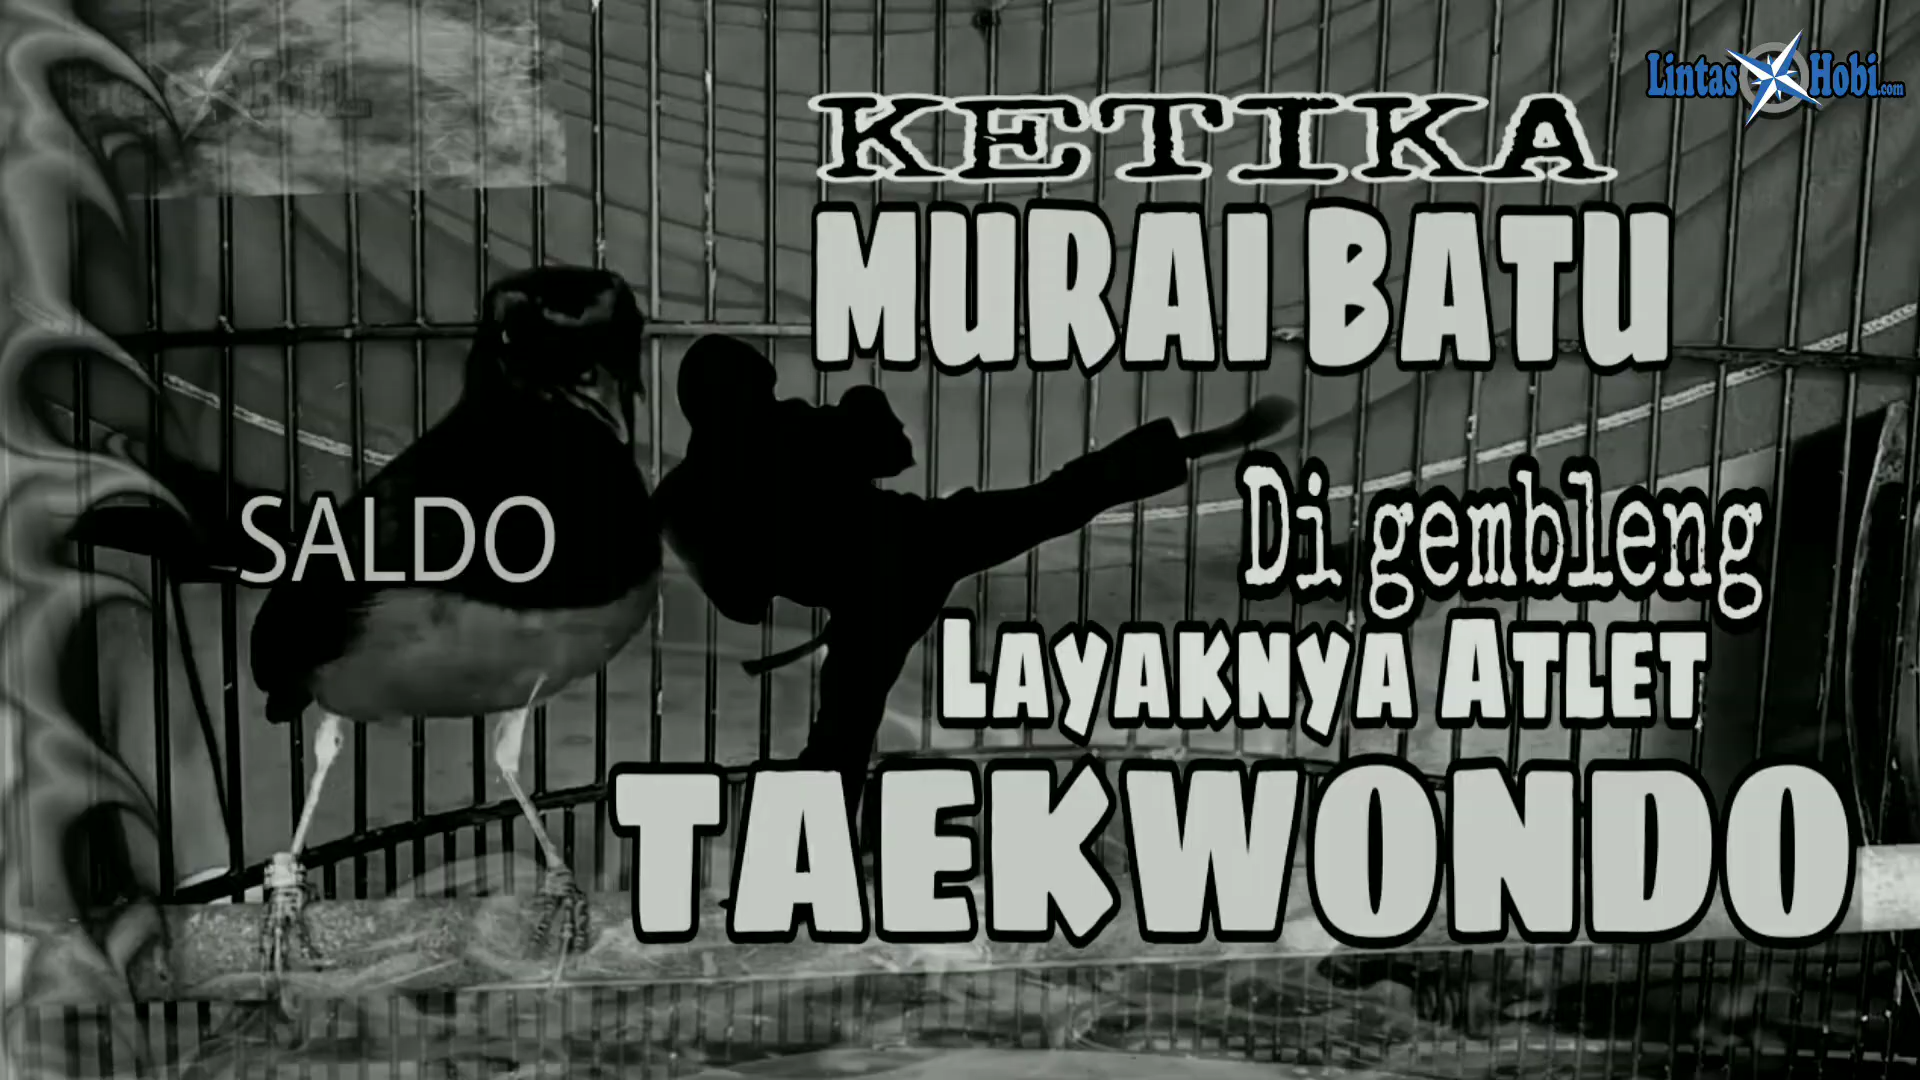 LintasHobi.com
KETIKA
MURAI BATU
SALDO
Di gembleng
LAYAKNYA ATLET
TAEKWONDO